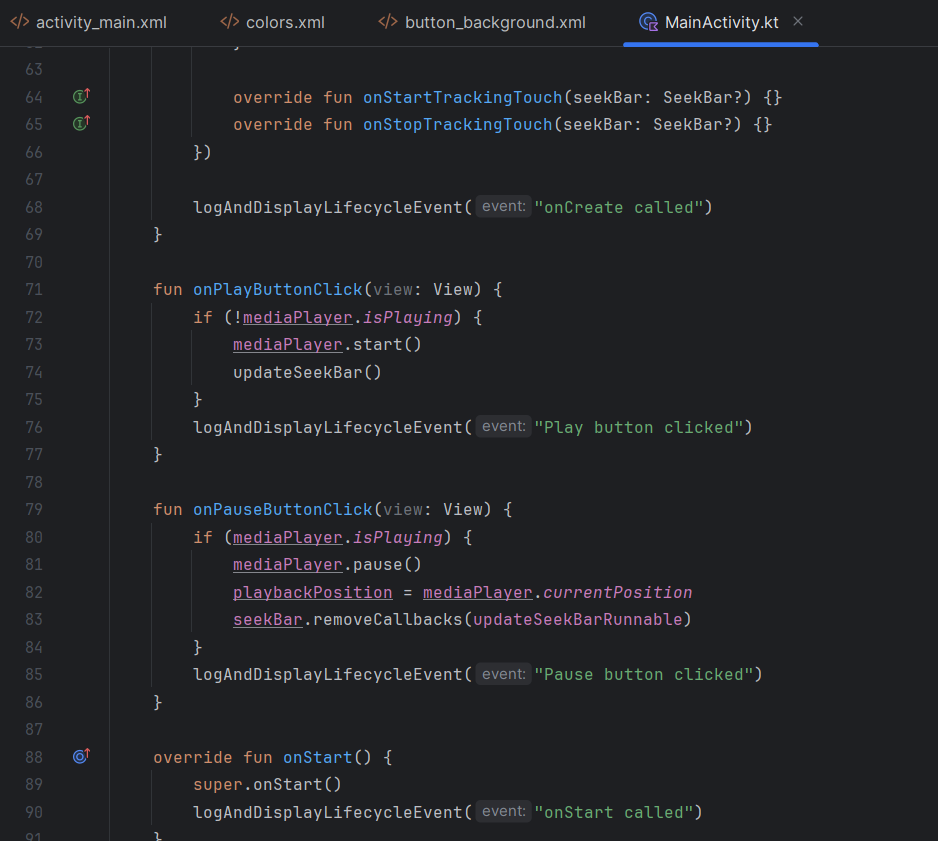 </> activity_main.xml </> colors.xml </> button_background.xml MainActivity.kt ×
63
64 override fun onStartTrackingTouch(seekBar: SeekBar?) {}
65 override fun onStopTrackingTouch(seekBar: SeekBar?) {}
66 })
67
68 logAndDisplayLifecycleEvent( event: "onCreate called")
69 }
70
71 fun onPlayButtonClick(view: View) {
72 if (!mediaPlayer.isPlaying) {
73 mediaPlayer.start()
74 updateSeekBar()
75 }
76 logAndDisplayLifecycleEvent( event: "Play button clicked")
77 }
78
79 fun onPauseButtonClick(view: View) {
80 if (mediaPlayer.isPlaying) {
81 mediaPlayer.pause()
82 playbackPosition = mediaPlayer.currentPosition
83 seekBar.removeCallbacks(updateSeekBarRunnable)
84 }
85 logAndDisplayLifecycleEvent( event: "Pause button clicked")
86 }
87
88 override fun onStart() {
89 super.onStart()
90 logAndDisplayLifecycleEvent( event: "onStart called")
91 }